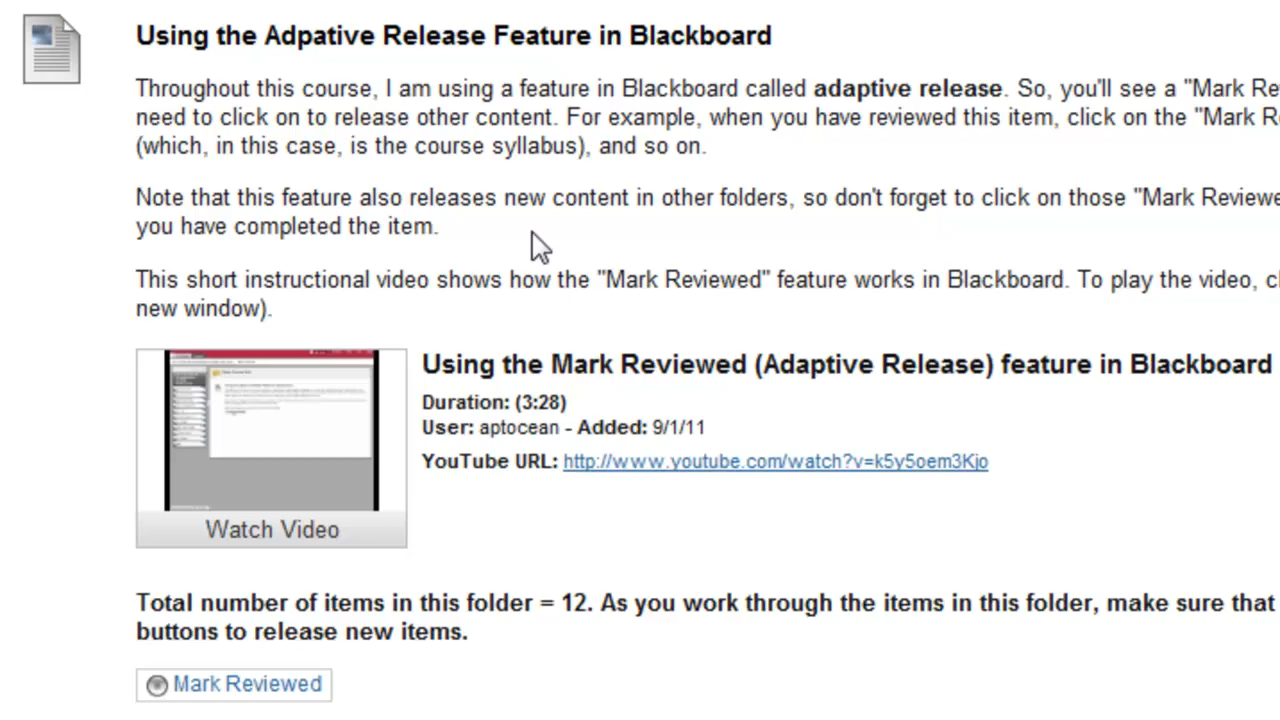 Using the Adpative Release Feature in Blackboard
Throughout this course, I am using a feature in Blackboard called adaptive release. So, you'll see a "Mark Re
need to click on to release other content. For example, when you have reviewed this item, click on the "Mark R
(which, in this case, is the course syllabus), and so on.
Note that this feature also releases new content in other folders, so don't forget to click on those "Mark Reviewe
you have completed the item.
This short instructional video shows how the "Mark Reviewed" feature works in Blackboard. To play the video, cl
new window).
Using the Mark Reviewed (Adaptive Release) feature in Blackboard
Duration: (3:28)
User: aptocean - Added: 9/1/11
YouTube URL: http://www.youtube.com/watch?v=k5y5oem3Kjo
Watch Video
Total number of items in this folder = 12. As you work through the items in this folder, make sure that
buttons to release new items.
Mark Reviewed